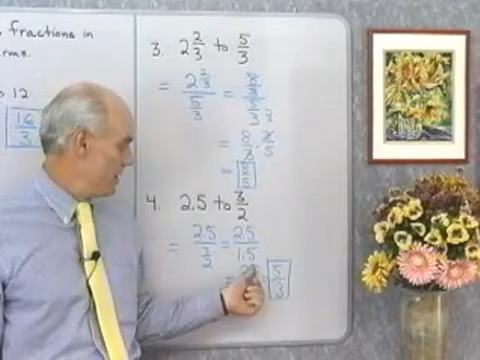 fractions in
rms.
12
16/3
3. 2 2/3 to 5/3
= 2 2/3 / 5/3 = 8/3 / 5/3
= 8/3 · 3/5
= 8/5
4. 2.5 to 3/2
= 2.5 / 3/2 = 2.5 / 1.5
= 5/3